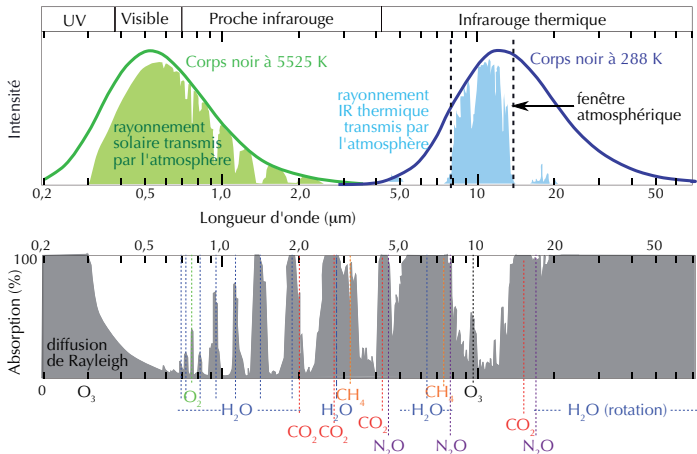 UV Visible Proche infrarouge Infrarouge thermique
Intensité
Corps noir à 5525 K
Corps noir à 288 K
rayonnement
solaire transmis
par l'atmosphère
rayonnement
IR thermique
transmis par
l'atmosphère
fenêtre
atmosphérique
0,2 0,5 1,0 2,0 5,0 10 20 50
Longueur d'onde (μm)
0,2 0,5 1,0 2,0 5,0 10 20 50
Absorption (%)
100
diffusion
de Rayleigh
0
O₃ O₂ CH₄ CH₄ O₃
H₂O H₂O H₂O H₂O (rotation)
CO₂ CO₂ CO₂ CO₂
N₂O N₂O N₂O